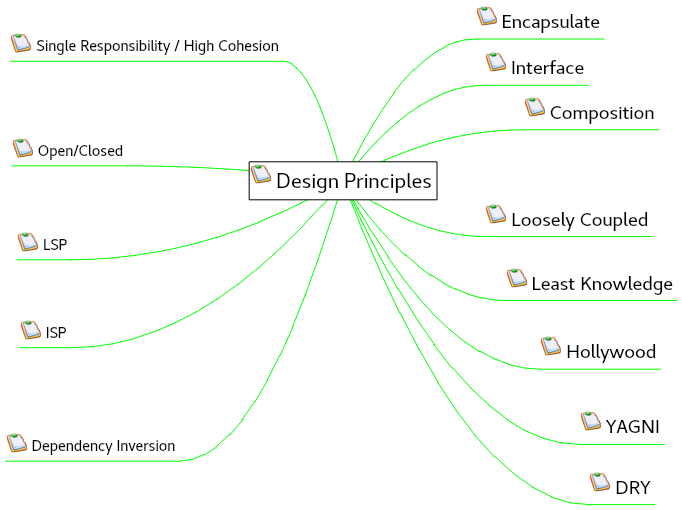 Design Principles
Single Responsibility / High Cohesion
Open/Closed
LSP
ISP
Dependency Inversion
Encapsulate
Interface
Composition
Loosely Coupled
Least Knowledge
Hollywood
YAGNI
DRY